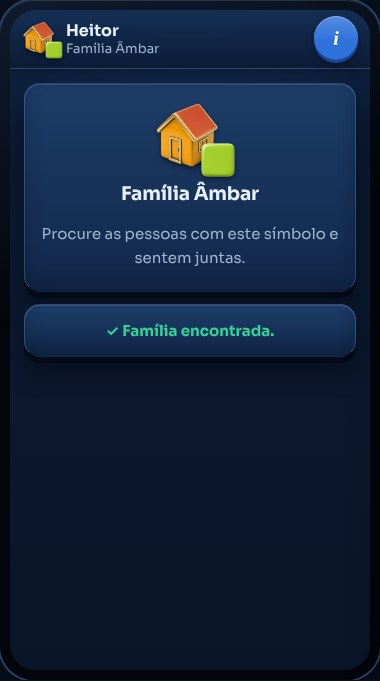 Heitor
Família Âmbar
i
Família Âmbar
Procure as pessoas com este símbolo e
sentem juntas.
✓ Família encontrada.